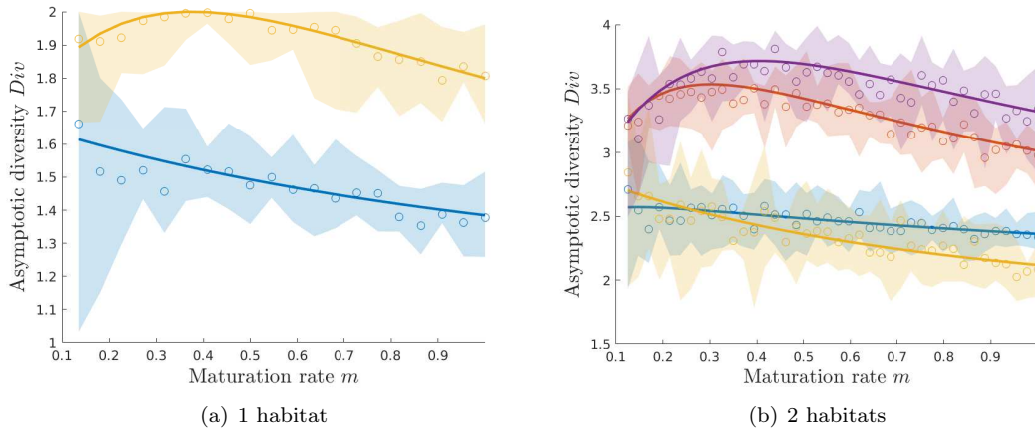 Asymptotic diversity Div
2
1.9
1.8
1.7
1.6
1.5
1.4
1.3
1.2
1.1
1
0.1 0.2 0.3 0.4 0.5 0.6 0.7 0.8 0.9
Maturation rate m
(a) 1 habitat
Asymptotic diversity Div
4
3.5
3
2.5
2
1.5
0.1 0.2 0.3 0.4 0.5 0.6 0.7 0.8 0.9
Maturation rate m
(b) 2 habitats